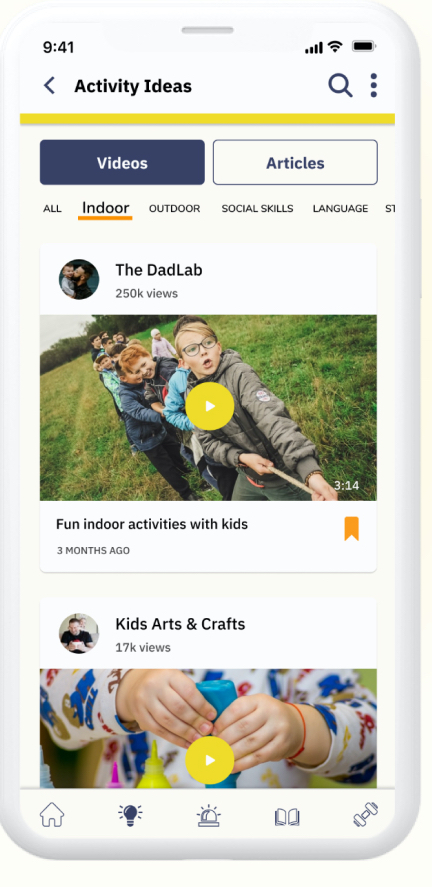 9:41
Activity Ideas
Videos
Articles
ALL Indoor OUTDOOR SOCIAL SKILLS LANGUAGE ST
The DadLab
250k views
3:14
Fun indoor activities with kids
3 MONTHS AGO
Kids Arts & Crafts
17k views